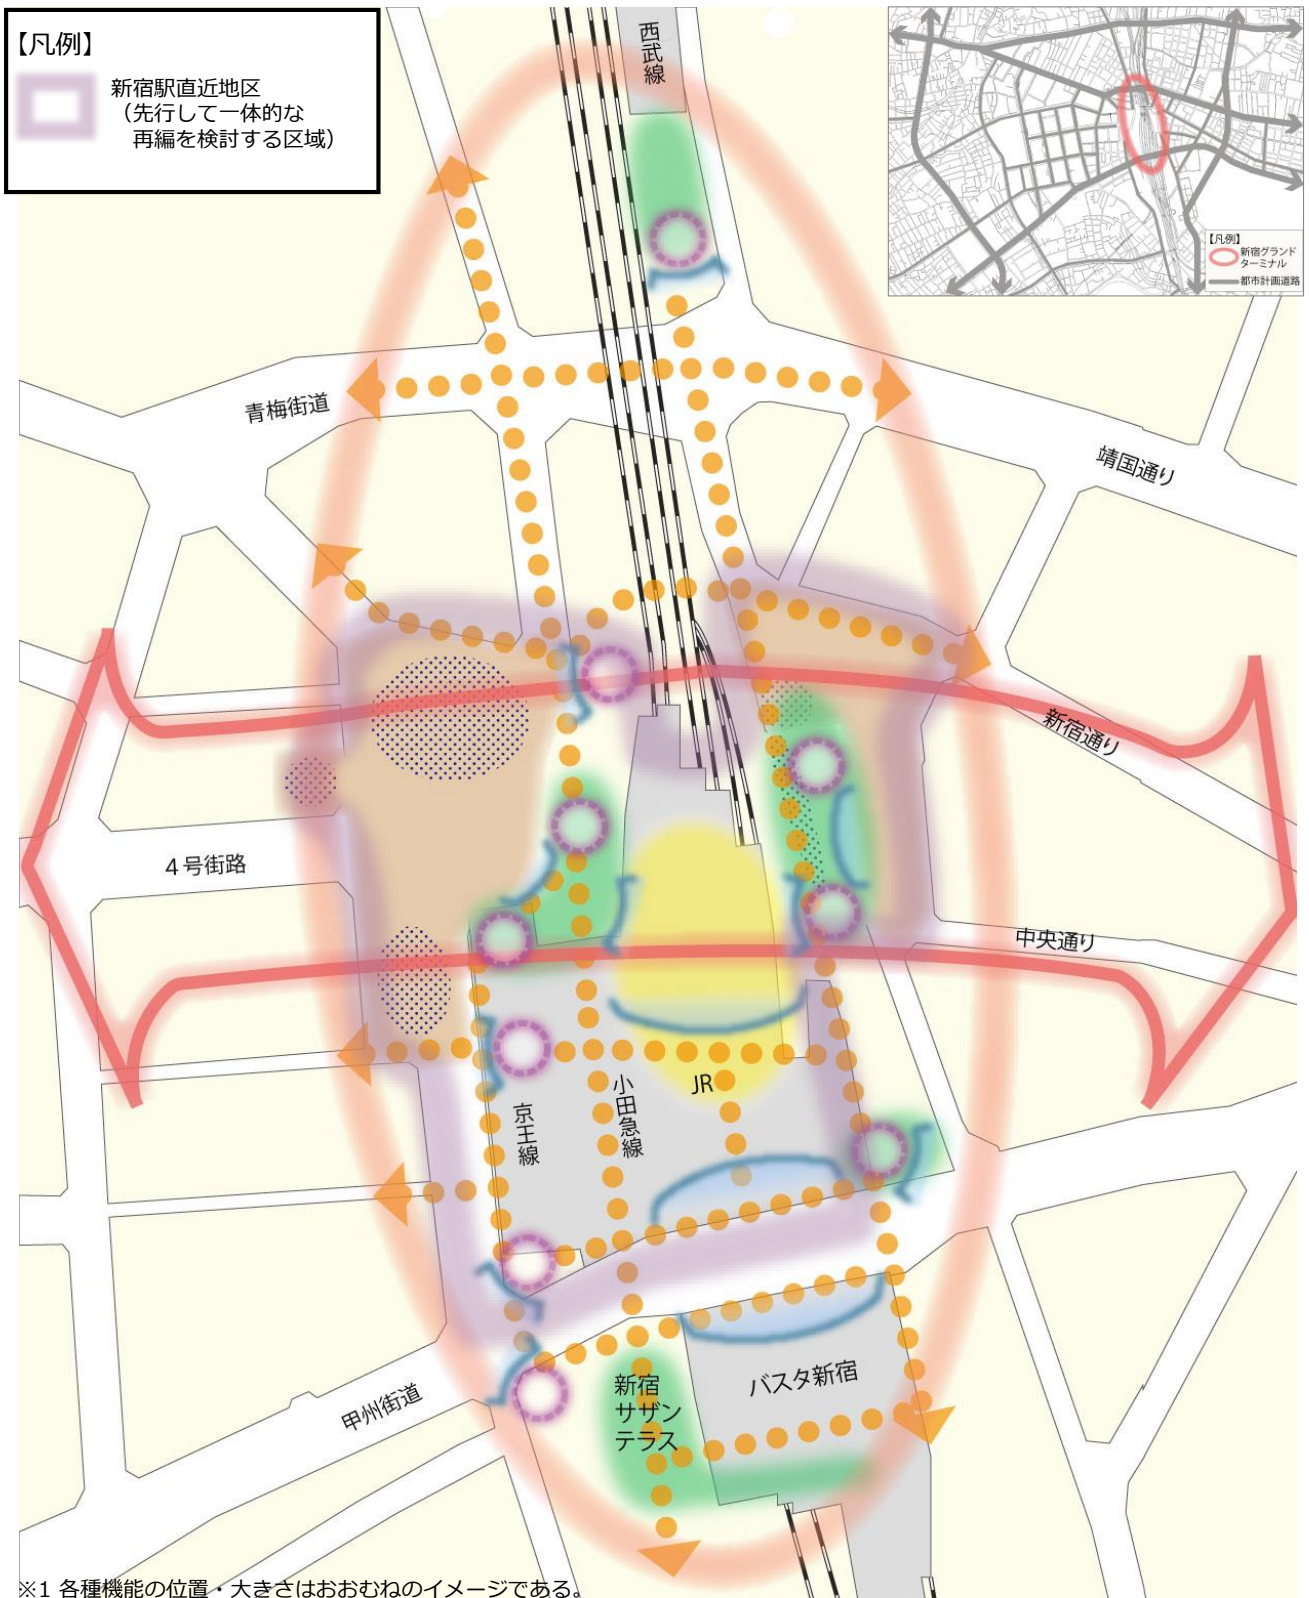 【凡例】
新宿駅直近地区
（先行して一体的な
再編を検討する区域）
西武線
【凡例】
新宿グランド
ターミナル
都市計画道路
青梅街道
靖国通り
新宿通り
4号街路
中央通り
JR
小田急線
京王線
バスタ新宿
新宿
サザン
テラス
甲州街道
※1 各種機能の位置・大きさはおおむねのイメージである。